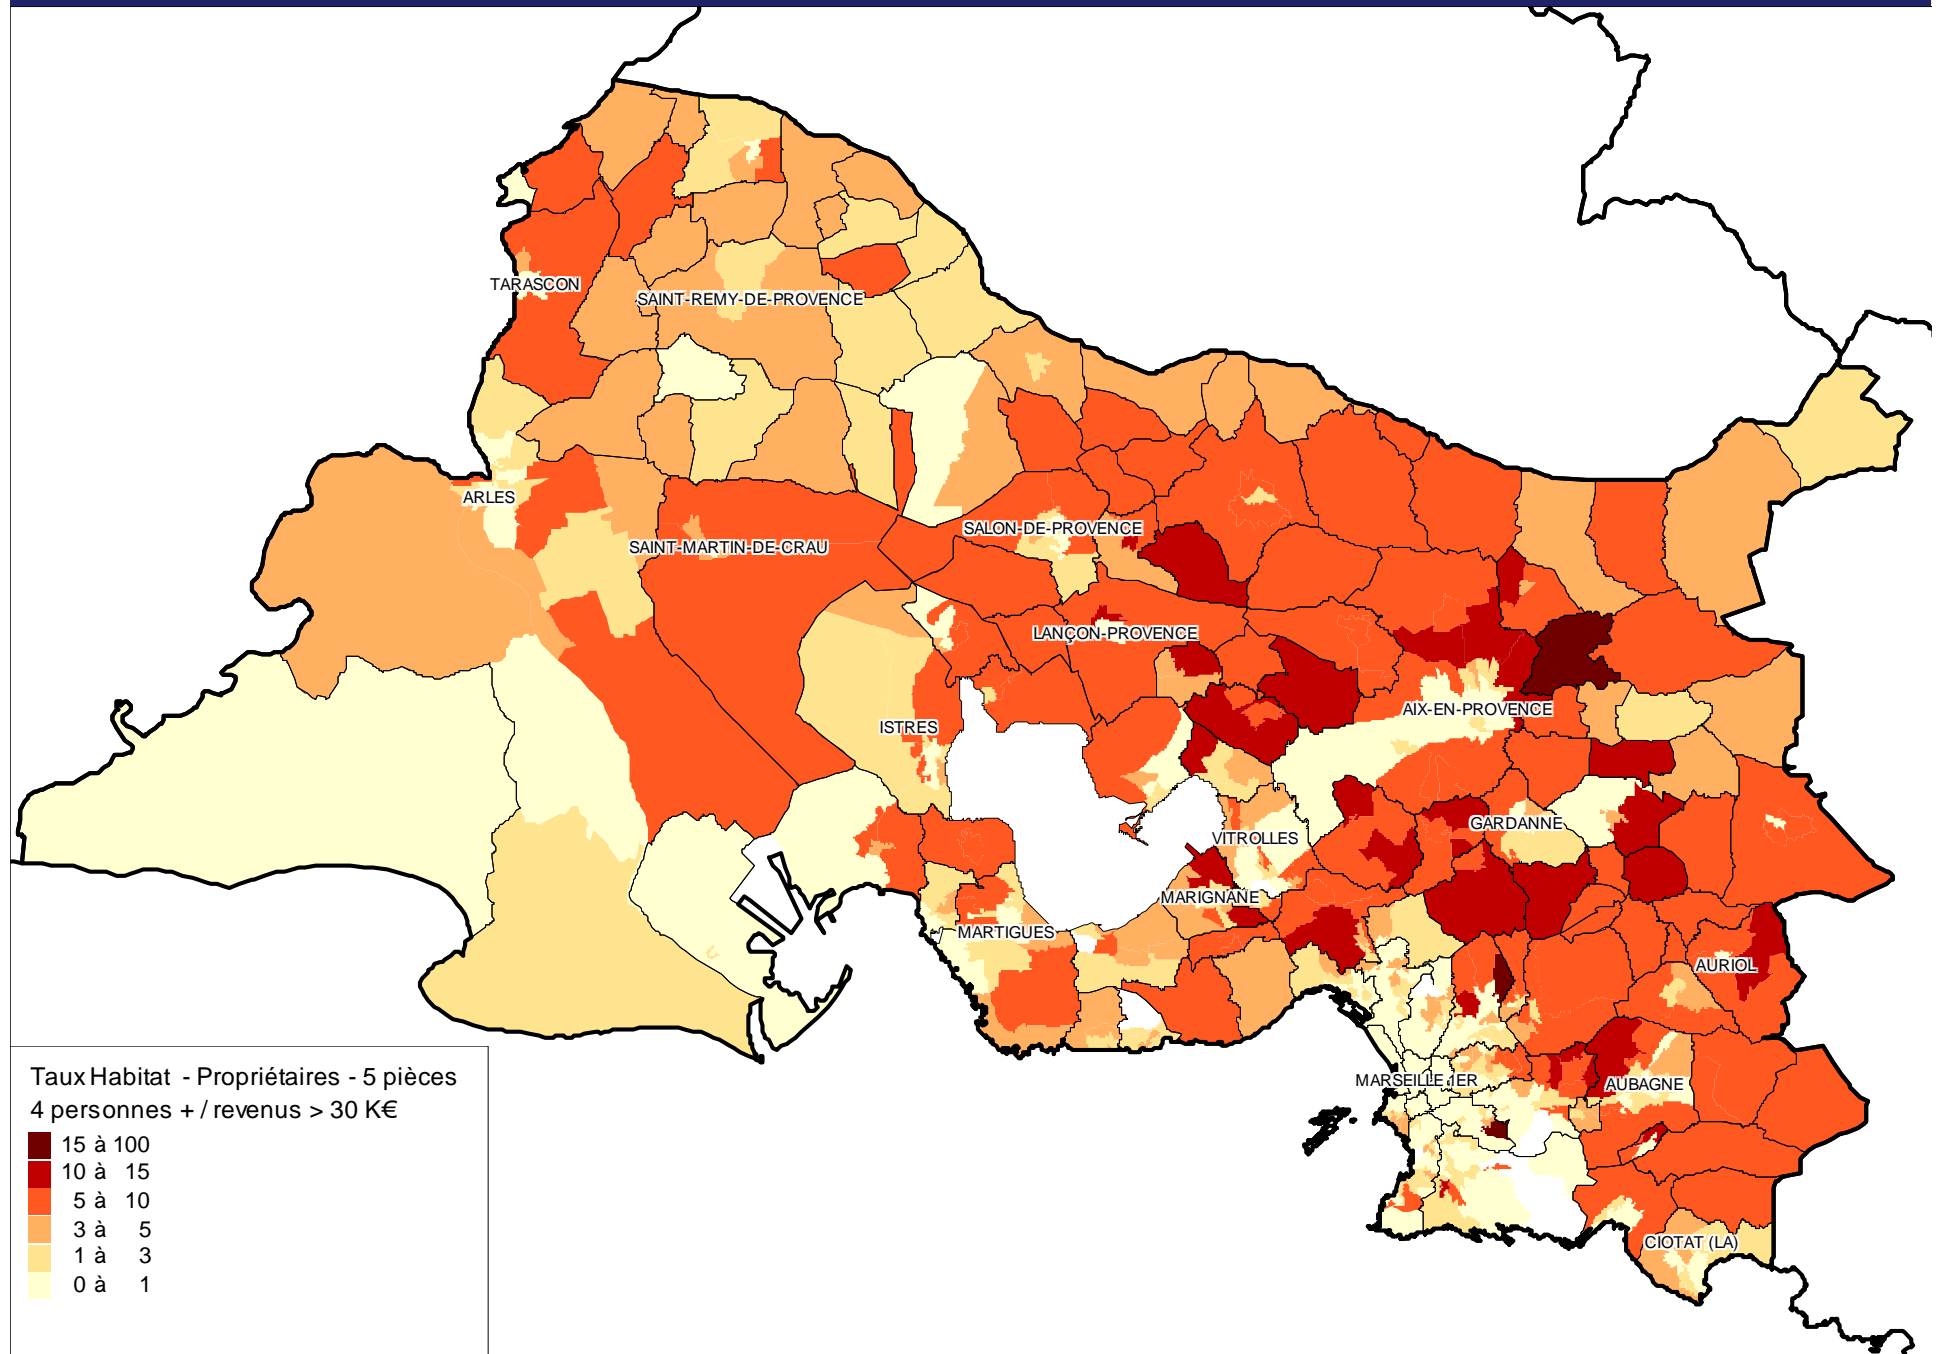 TARASCON
SAINT-REMY-DE-PROVENCE
ARLES
SALON-DE-PROVENCE
SAINT-MARTIN-DE-CRAU
LANÇON-PROVENCE
AIX-EN-PROVENCE
ISTRES
GARDANNE
VITROLLES
MARIGNANE
MARTIGUES
AURIOL
MARSEILLE 1ER
AUBAGNE
CIOTAT (LA)
Taux Habitat - Propriétaires - 5 pièces
4 personnes + / revenus > 30 K€
15 à 100
10 à 15
5 à 10
3 à 5
1 à 3
0 à 1